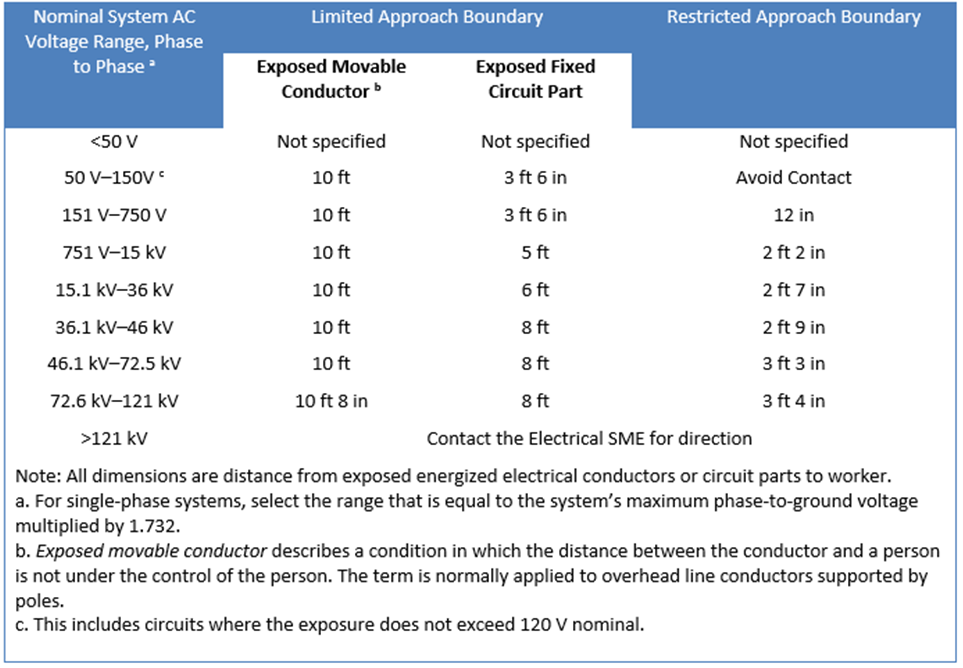 Nominal System AC Voltage Range, Phase to Phase ᵃ
Limited Approach Boundary
Restricted Approach Boundary
Exposed Movable Conductor ᵇ
Exposed Fixed Circuit Part
<50 V Not specified Not specified Not specified
50 V–150V ᶜ 10 ft 3 ft 6 in Avoid Contact
151 V–750 V 10 ft 3 ft 6 in 12 in
751 V–15 kV 10 ft 5 ft 2 ft 2 in
15.1 kV–36 kV 10 ft 6 ft 2 ft 7 in
36.1 kV–46 kV 10 ft 8 ft 2 ft 9 in
46.1 kV–72.5 kV 10 ft 8 ft 3 ft 3 in
72.6 kV–121 kV 10 ft 8 in 8 ft 3 ft 4 in
>121 kV Contact the Electrical SME for direction
Note: All dimensions are distance from exposed energized electrical conductors or circuit parts to worker.
a. For single-phase systems, select the range that is equal to the system’s maximum phase-to-ground voltage
multiplied by 1.732.
b. Exposed movable conductor describes a condition in which the distance between the conductor and a person
is not under the control of the person. The term is normally applied to overhead line conductors supported by
poles.
c. This includes circuits where the exposure does not exceed 120 V nominal.